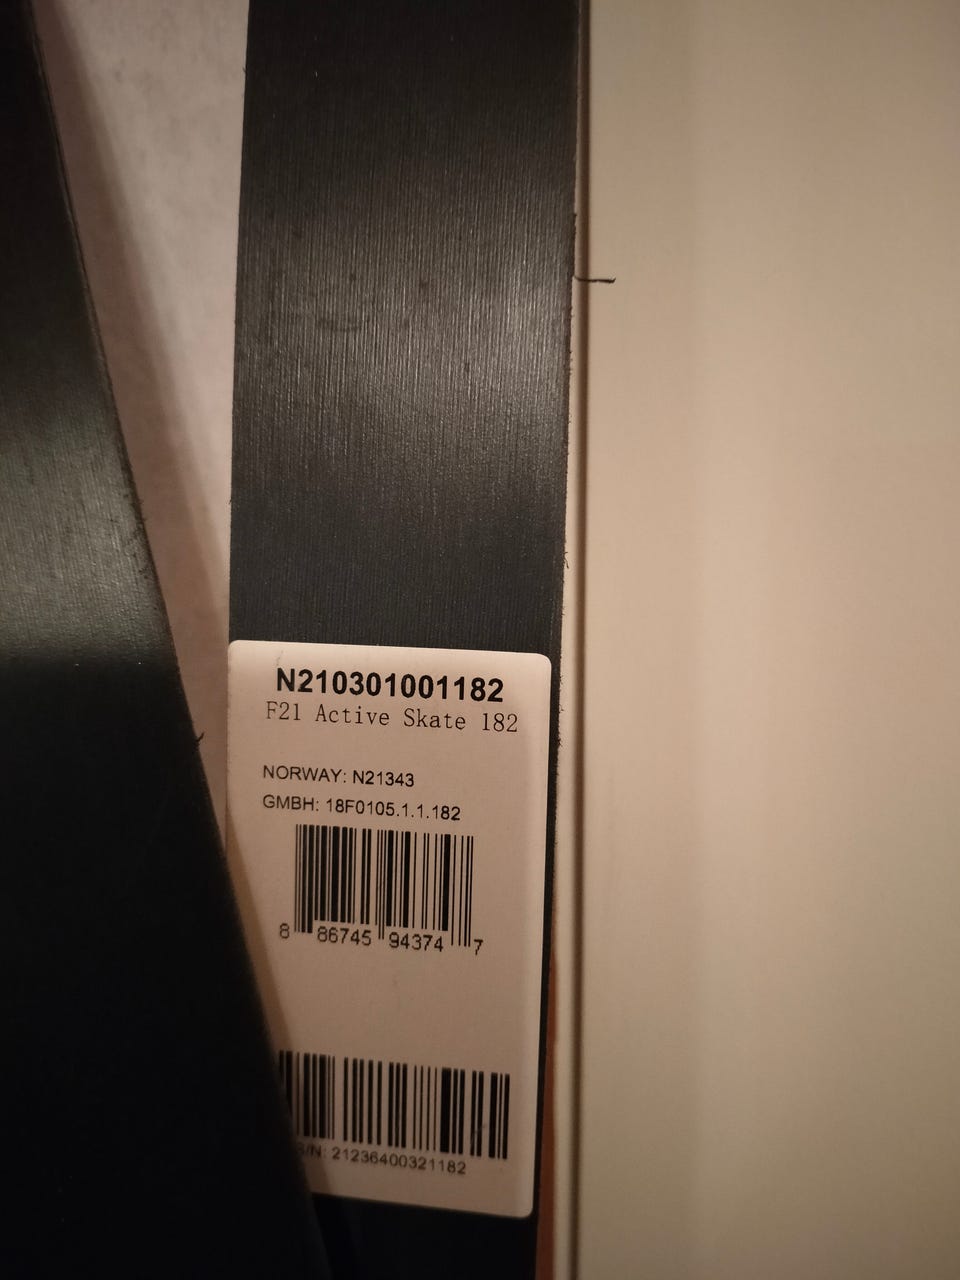 N210301001182
F21 Active Skate 182
NORWAY: N21343
GMBH: 18F0105.1.1.182
8 86745 94374 7
S/N: 21236400321182